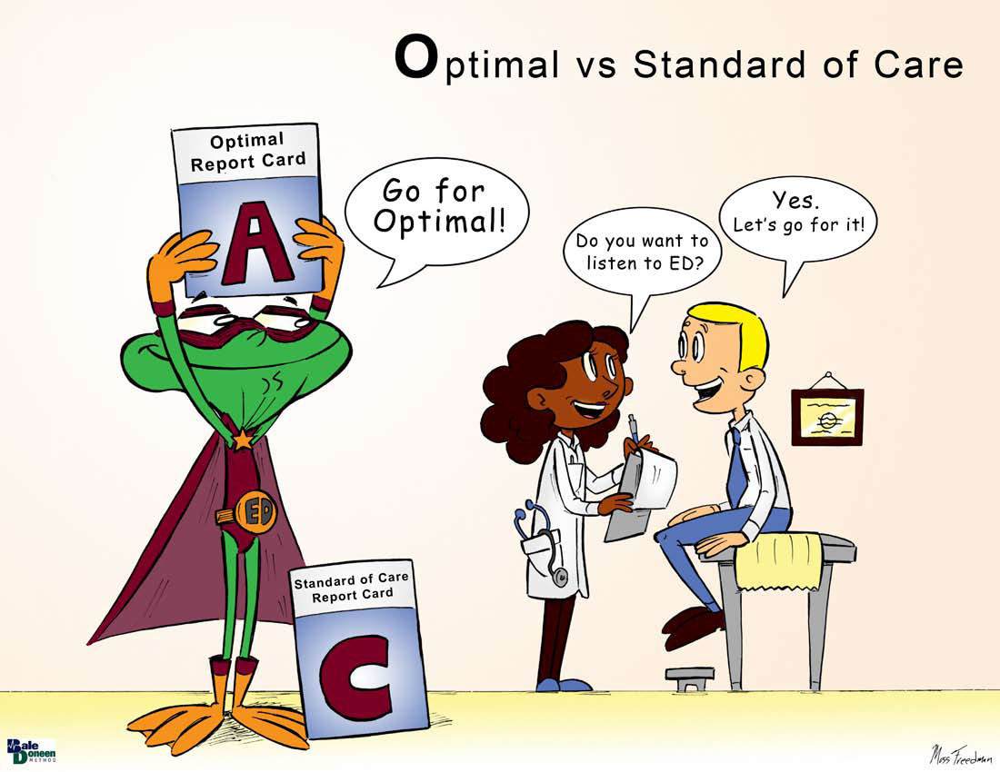 Optimal vs Standard of Care
Optimal
Report Card
A
Go for
Optimal!
Do you want to
listen to ED?
Yes.
Let's go for it!
ED
Standard of Care
Report Card
C
Bale
Doneen
METHOD
Moss Freedman